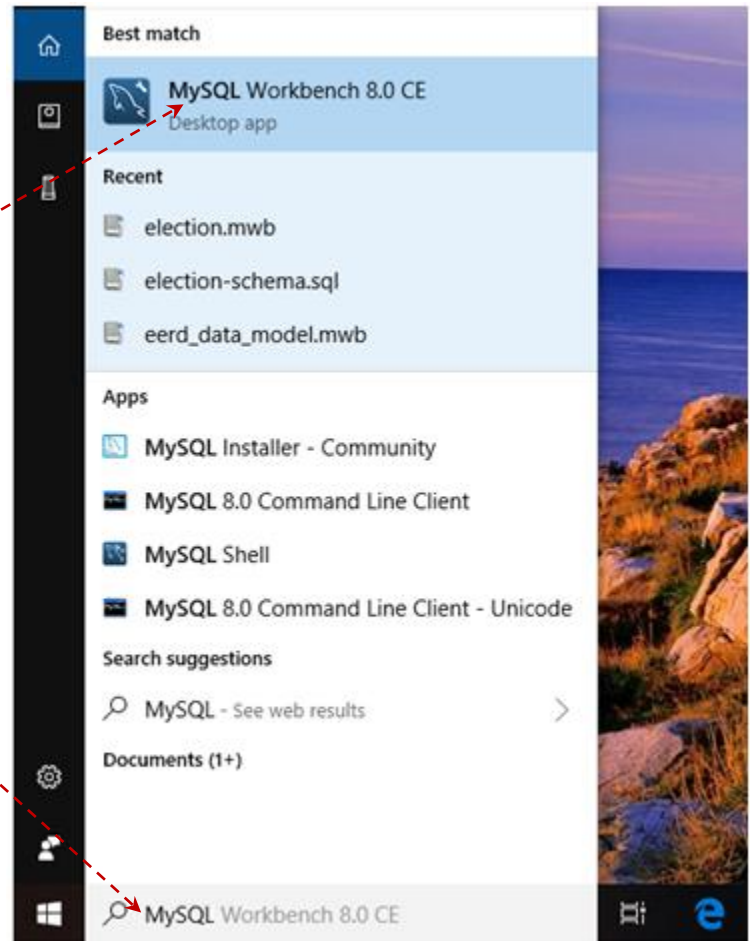 Best match
MySQL Workbench 8.0 CE
Desktop app
Recent
election.mwb
election-schema.sql
eerd_data_model.mwb
Apps
MySQL Installer - Community
MySQL 8.0 Command Line Client
MySQL Shell
MySQL 8.0 Command Line Client - Unicode
Search suggestions
MySQL - See web results
Documents (1+)
MySQL Workbench 8.0 CE